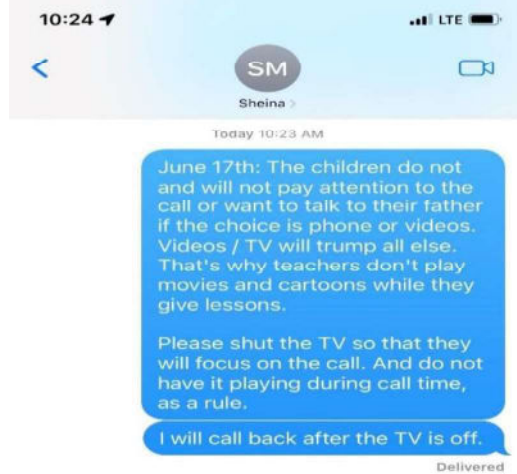 10:24
LTE
SM
Sheina
Today 10:23 AM
June 17th: The children do not
and will not pay attention to the
call or want to talk to their father
if the choice is phone or videos.
Videos / TV will trump all else.
That's why teachers don't play
movies and cartoons while they
give lessons.
Please shut the TV so that they
will focus on the call. And do not
have it playing during call time,
as a rule.
I will call back after the TV is off.
Delivered